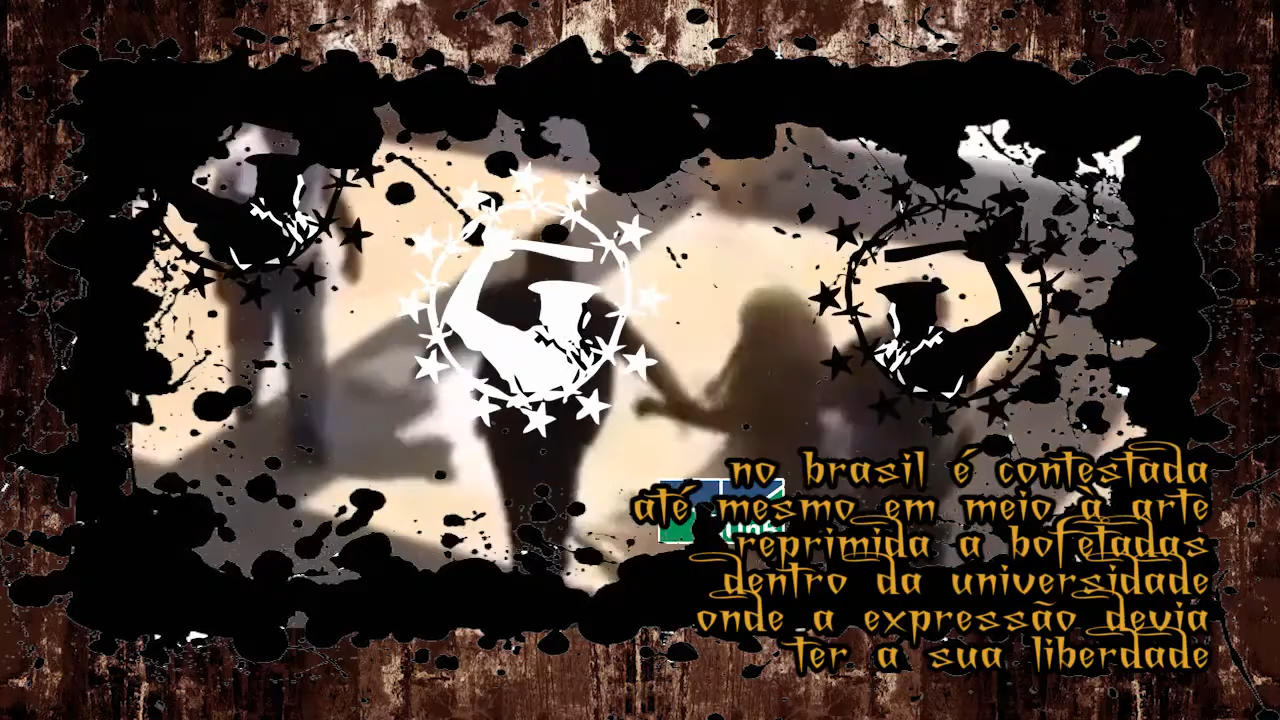 no brasil é contestada
até mesmo em meio à arte
reprimida a bofetadas
dentro da universidade
onde a expressão devia
ter a sua liberdade